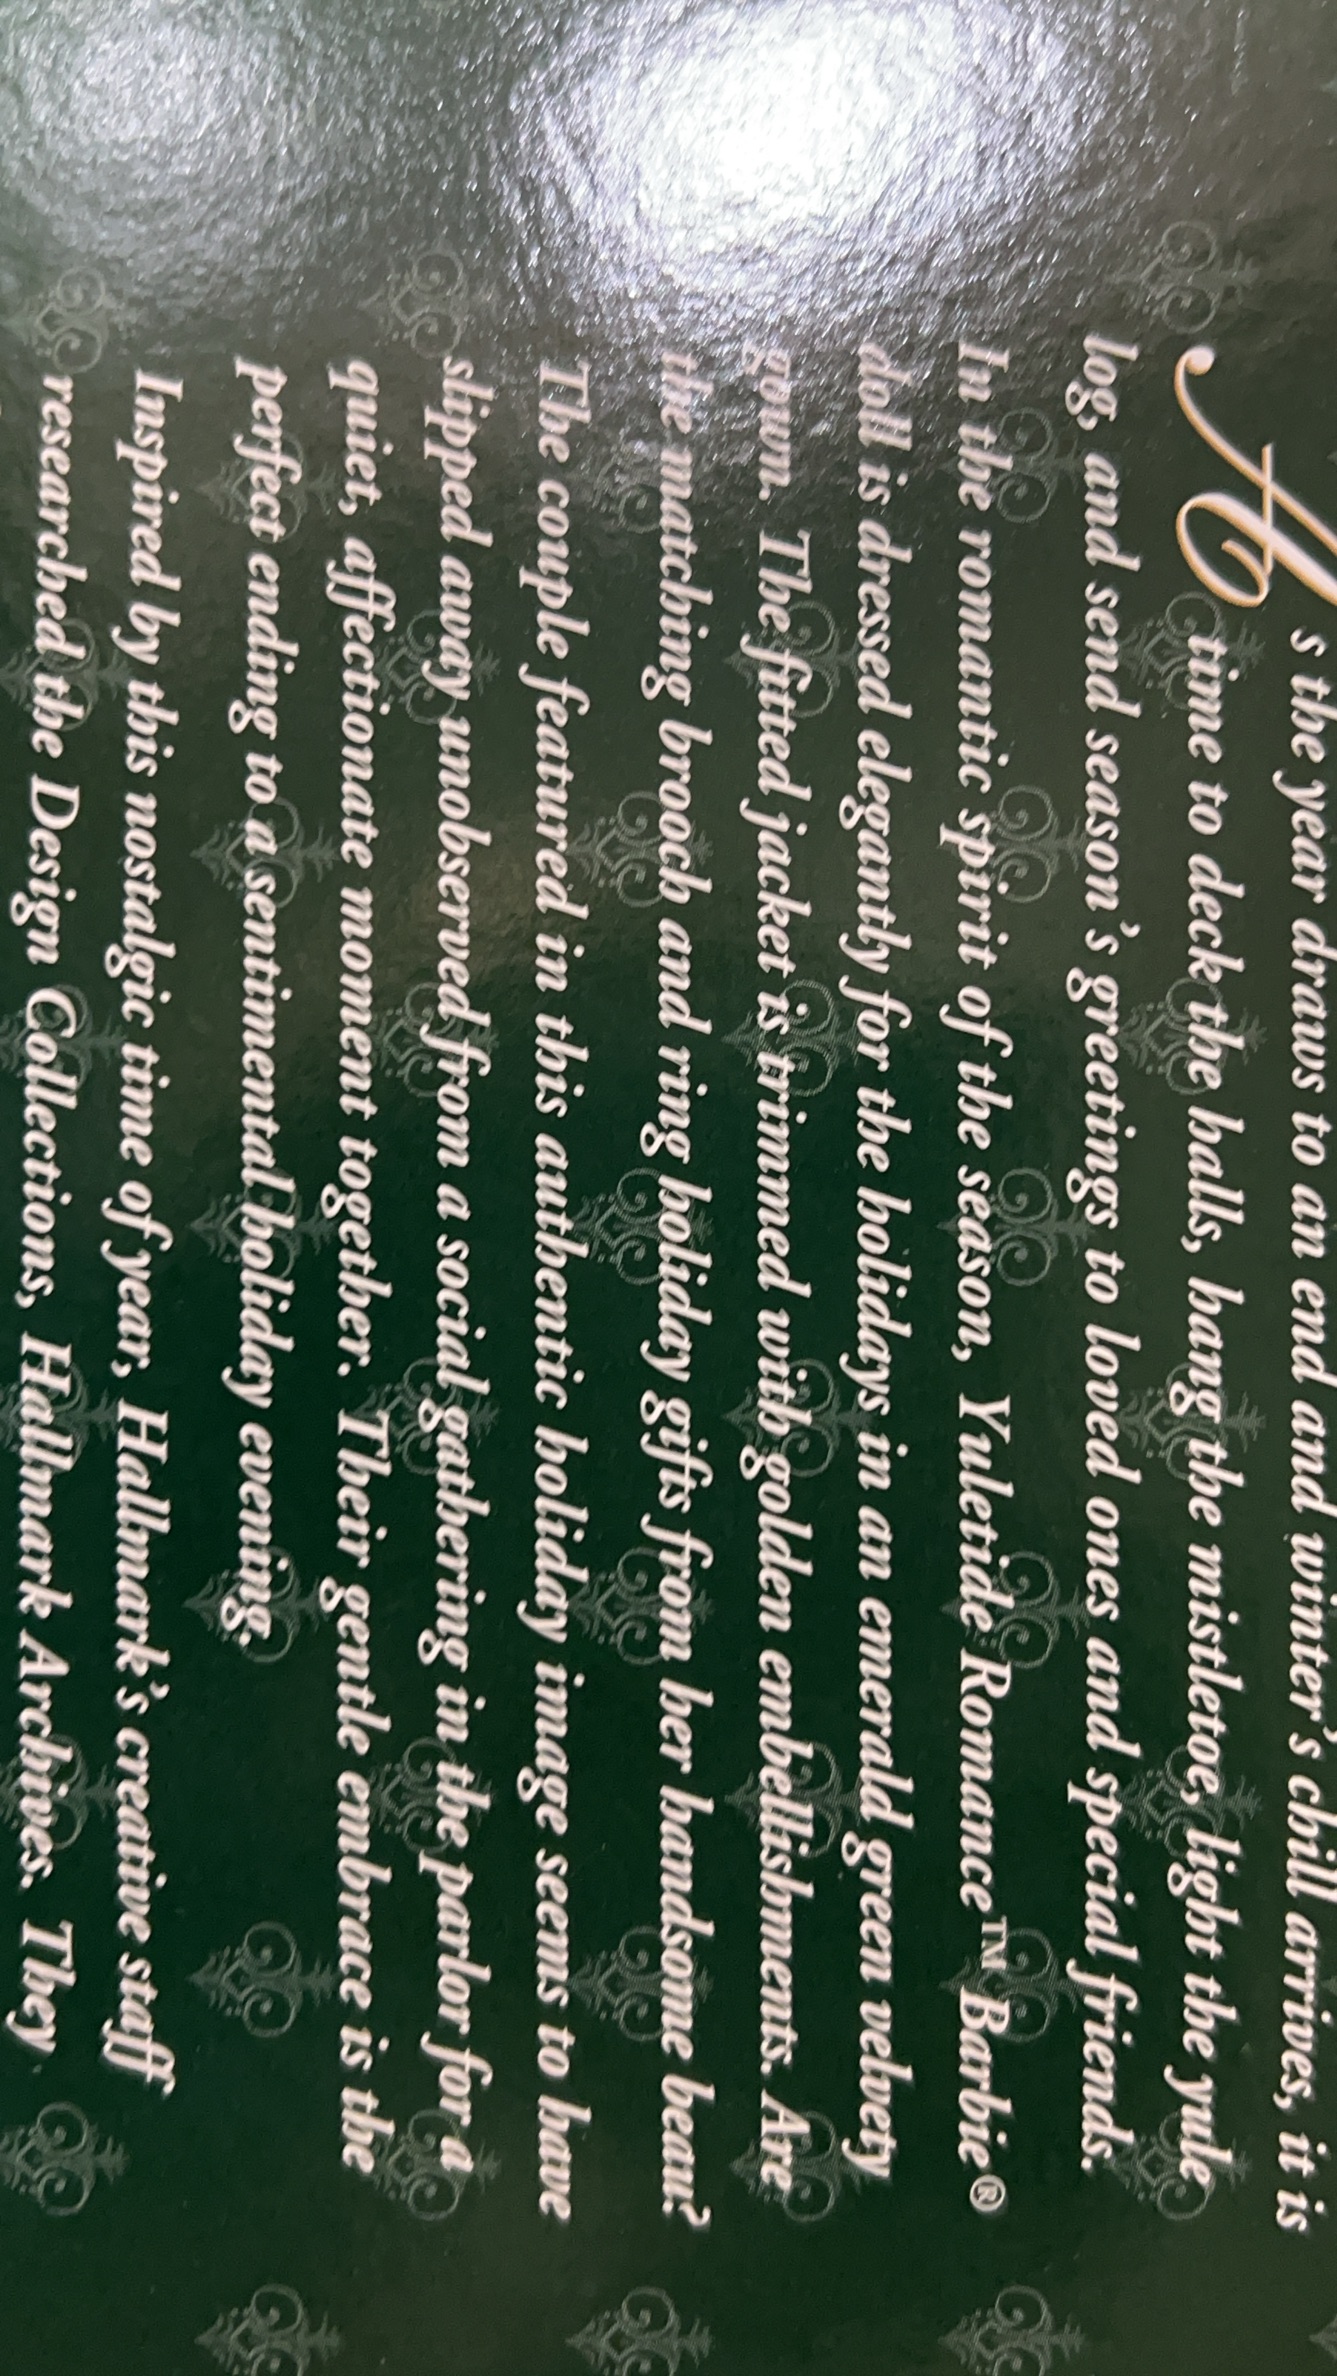 As the year draws to an end and winter's chill arrives, it is
time to deck the halls, hang the mistletoe, light the yule
log, and send season's greetings to loved ones and special friends.
In the romantic spirit of the season, Yuletide Romance™ Barbie®
doll is dressed elegantly for the holidays in an emerald green velvety
gown. The fitted jacket is trimmed with golden embellishments. Are
the matching brooch and ring holiday gifts from her handsome beau?
The couple featured in this authentic holiday image seems to have
slipped away unobserved from a social gathering in the parlor for a
quiet, affectionate moment together. Their gentle embrace is the
perfect ending to a sentimental holiday evening.
Inspired by this nostalgic time of year, Hallmark's creative staff
researched the Design Collections, Hallmark Archives. They